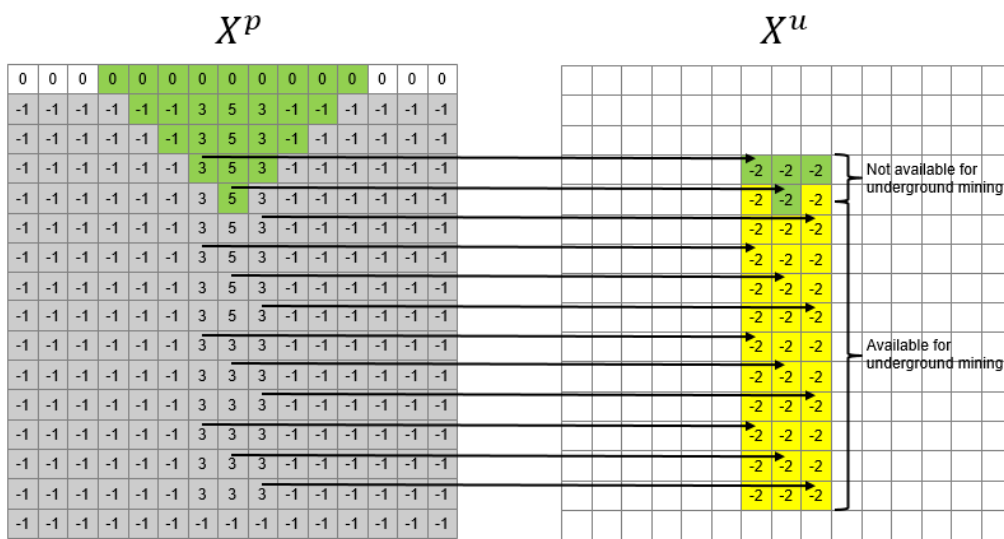 X^p X^u
0 0 0 0 0 0 0 0 0 0 0 0 0 0 0
-1 -1 -1 -1 -1 -1 3 5 3 -1 -1 -1 -1 -1 -1
-1 -1 -1 -1 -1 -1 3 5 3 -1 -1 -1 -1 -1 -1
-1 -1 -1 -1 -1 -1 3 5 3 -1 -1 -1 -1 -1 -1 -2 -2 -2 Not available for
-1 -1 -1 -1 -1 -1 3 5 3 -1 -1 -1 -1 -1 -1 -2 -2 -2 underground mining
-1 -1 -1 -1 -1 -1 3 5 3 -1 -1 -1 -1 -1 -1 -2 -2 -2
-1 -1 -1 -1 -1 -1 3 5 3 -1 -1 -1 -1 -1 -1 -2 -2 -2
-1 -1 -1 -1 -1 -1 3 5 3 -1 -1 -1 -1 -1 -1 -2 -2 -2
-1 -1 -1 -1 -1 -1 3 5 3 -1 -1 -1 -1 -1 -1 -2 -2 -2
-1 -1 -1 -1 -1 -1 3 3 3 -1 -1 -1 -1 -1 -1 -2 -2 -2 Available for
-1 -1 -1 -1 -1 -1 3 3 3 -1 -1 -1 -1 -1 -1 -2 -2 -2 underground mining
-1 -1 -1 -1 -1 -1 3 3 3 -1 -1 -1 -1 -1 -1 -2 -2 -2
-1 -1 -1 -1 -1 -1 3 3 3 -1 -1 -1 -1 -1 -1 -2 -2 -2
-1 -1 -1 -1 -1 -1 3 3 3 -1 -1 -1 -1 -1 -1 -2 -2 -2
-1 -1 -1 -1 -1 -1 3 3 3 -1 -1 -1 -1 -1 -1 -2 -2 -2
-1 -1 -1 -1 -1 -1 -1 -1 -1 -1 -1 -1 -1 -1 -1